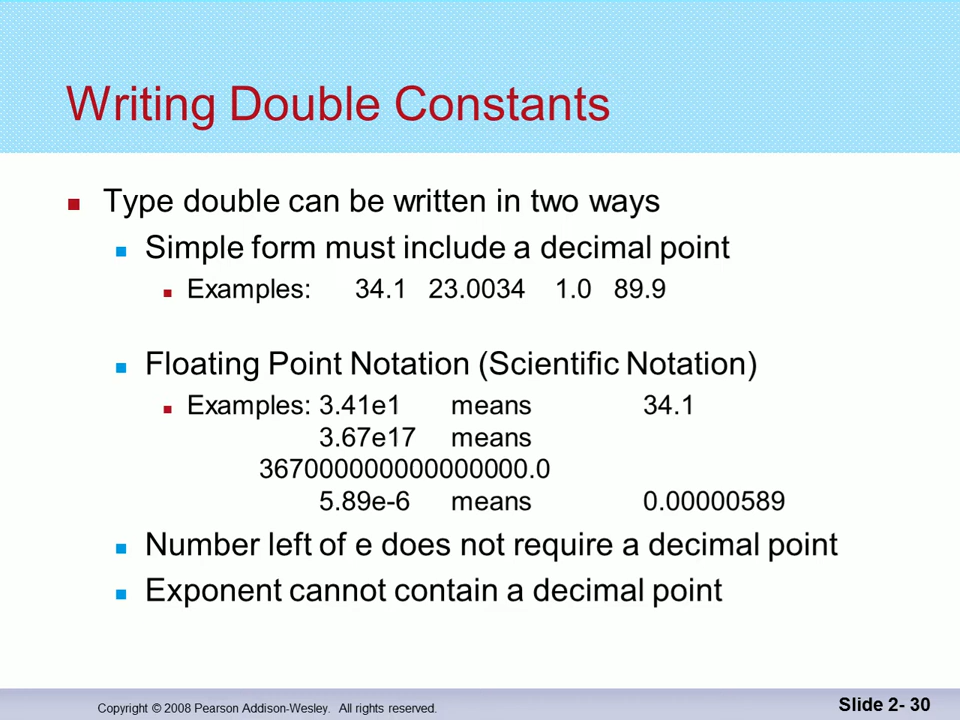 Writing Double Constants
Type double can be written in two ways
Simple form must include a decimal point
Examples: 34.1 23.0034 1.0 89.9
Floating Point Notation (Scientific Notation)
Examples: 3.41e1 means 34.1
3.67e17 means
367000000000000000.0
5.89e-6 means 0.00000589
Number left of e does not require a decimal point
Exponent cannot contain a decimal point
Copyright © 2008 Pearson Addison-Wesley. All rights reserved.
Slide 2- 30